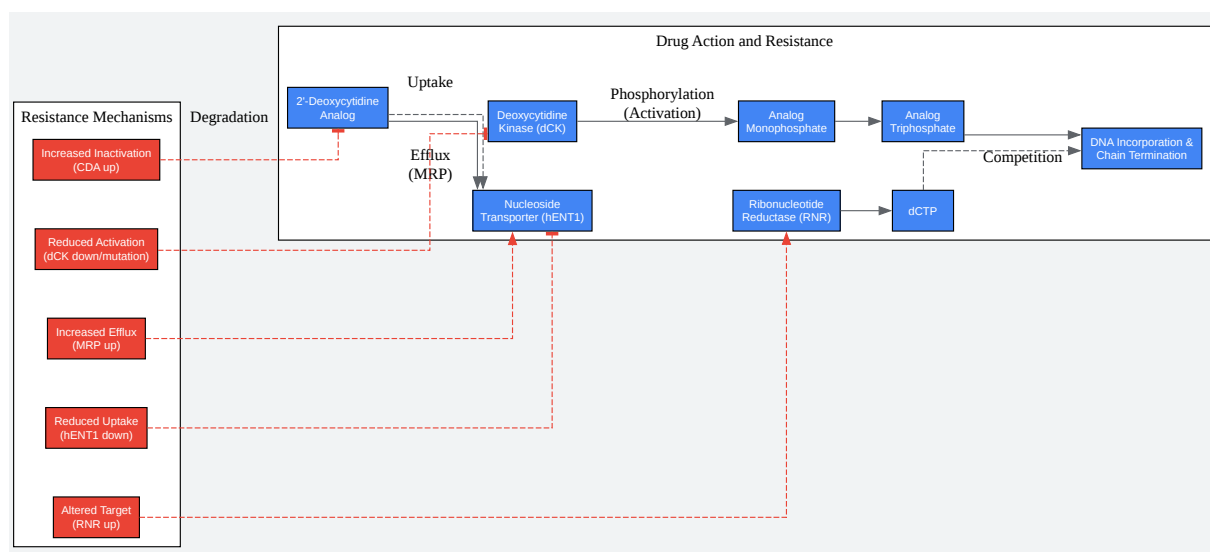 Drug Action and Resistance
Uptake
2'-Deoxycytidine
Analog
Deoxycytidine
Kinase (dCK)
Phosphorylation
(Activation)
Analog
Monophosphate
Analog
Triphosphate
DNA Incorporation &
Chain Termination
Competition
Efflux
(MRP)
Nucleoside
Transporter (hENT1)
Ribonucleotide
Reductase (RNR)
dCTP
Resistance Mechanisms
Degradation
Increased Inactivation
(CDA up)
Reduced Activation
(dCK down/mutation)
Increased Efflux
(MRP up)
Reduced Uptake
(hENT1 down)
Altered Target
(RNR up)